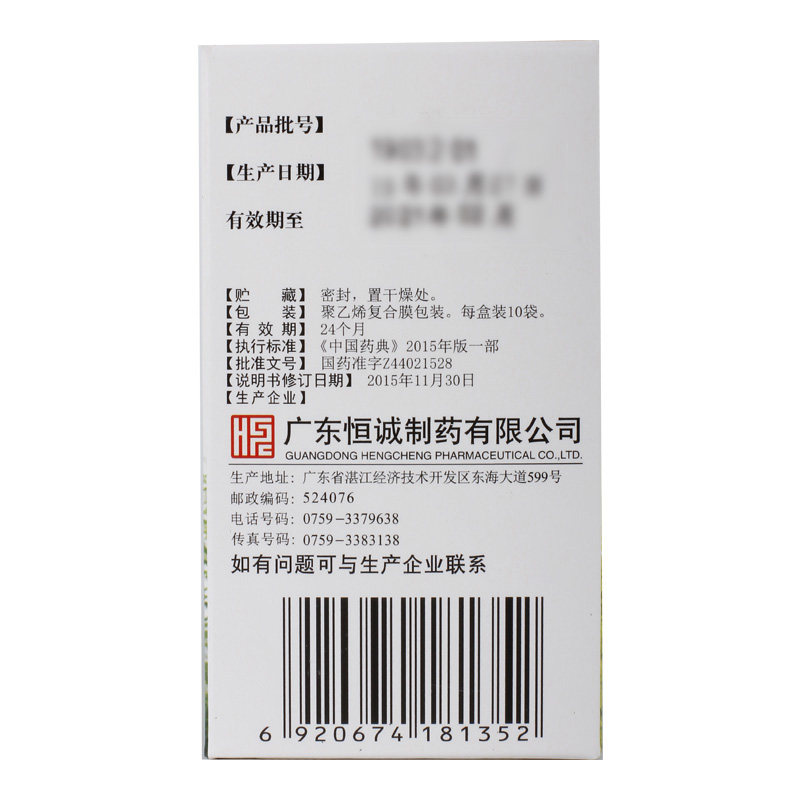 【产品批号】
【生产日期】
有效期至
【贮 藏】 密封，置干燥处。
【包 装】 聚乙烯复合膜包装。每盒装10袋。
【有 效 期】 24个月
【执行标准】 《中国药典》2015年版一部
【批准文号】 国药准字Z44021528
【说明书修订日期】 2015年11月30日
【生产企业】
广东恒诚制药有限公司
GUANGDONG HENGCHENG PHARMACEUTICAL CO.,LTD.
生产地址：广东省湛江经济技术开发区东海大道599号
邮政编码：524076
电话号码：0759-3379638
传真号码：0759-3383138
如有问题可与生产企业联系
6 920674 181352